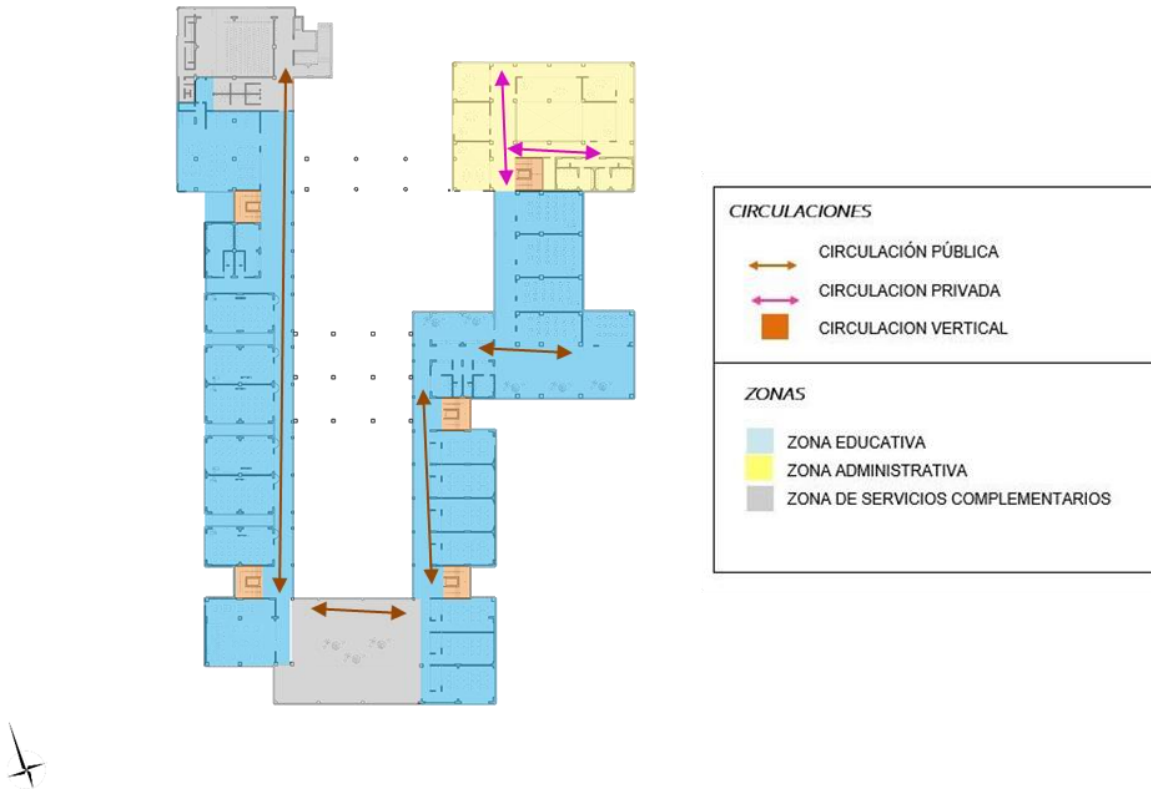 CIRCULACIONES
CIRCULACIÓN PÚBLICA
CIRCULACION PRIVADA
CIRCULACION VERTICAL
ZONAS
ZONA EDUCATIVA
ZONA ADMINISTRATIVA
ZONA DE SERVICIOS COMPLEMENTARIOS